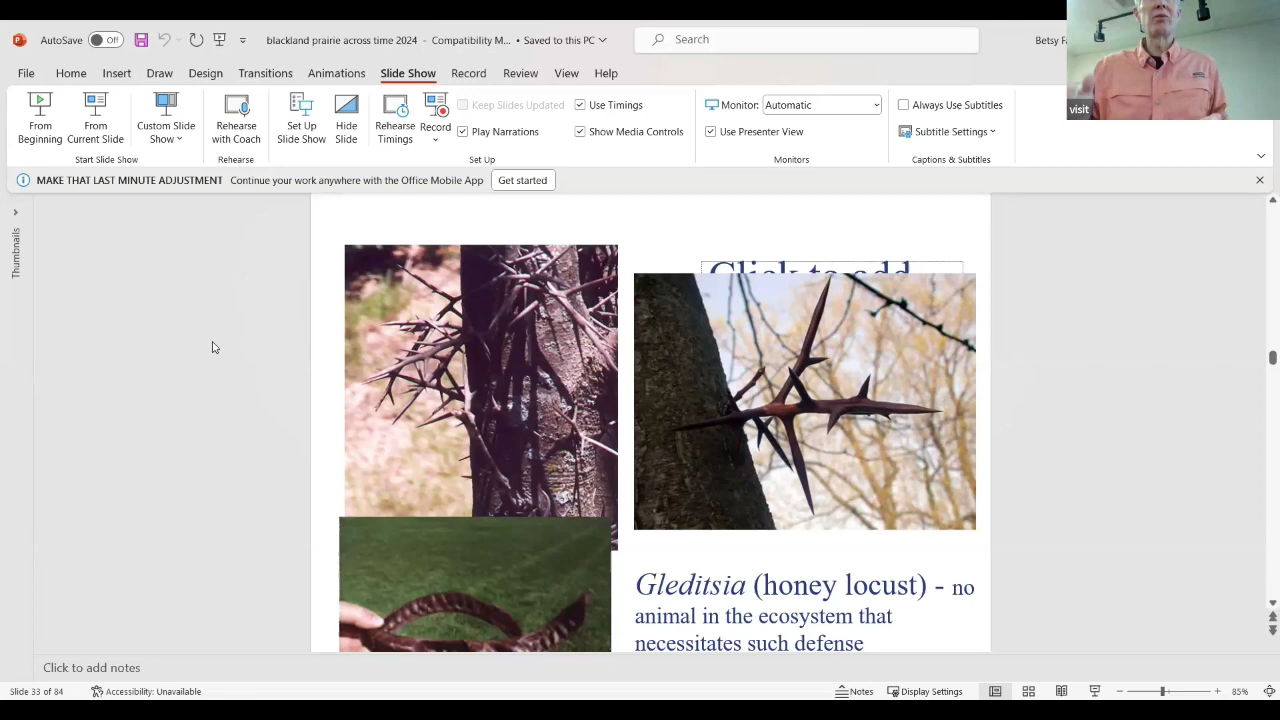 AutoSave Off blackland prairie across time 2024 - Compatibility M... • Saved to this PC Search Betsy Fa
File Home Insert Draw Design Transitions Animations Slide Show Record Review View Help
From Beginning From Current Slide Custom Slide Show Rehearse with Coach Set Up Slide Show Hide Slide Rehearse Timings Record
Keep Slides Updated Use Timings Monitor: Automatic Always Use Subtitles
Play Narrations Show Media Controls Use Presenter View Subtitle Settings
Start Slide Show Rehearse Set Up Monitors Captions & Subtitles
visit
MAKE THAT LAST MINUTE ADJUSTMENT Continue your work anywhere with the Office Mobile App Get started
Thumbnails
Click to add
Gleditsia (honey locust) - no
animal in the ecosystem that
necessitates such defense
Click to add notes
Slide 33 of 84 Accessibility: Unavailable Notes Display Settings 85%